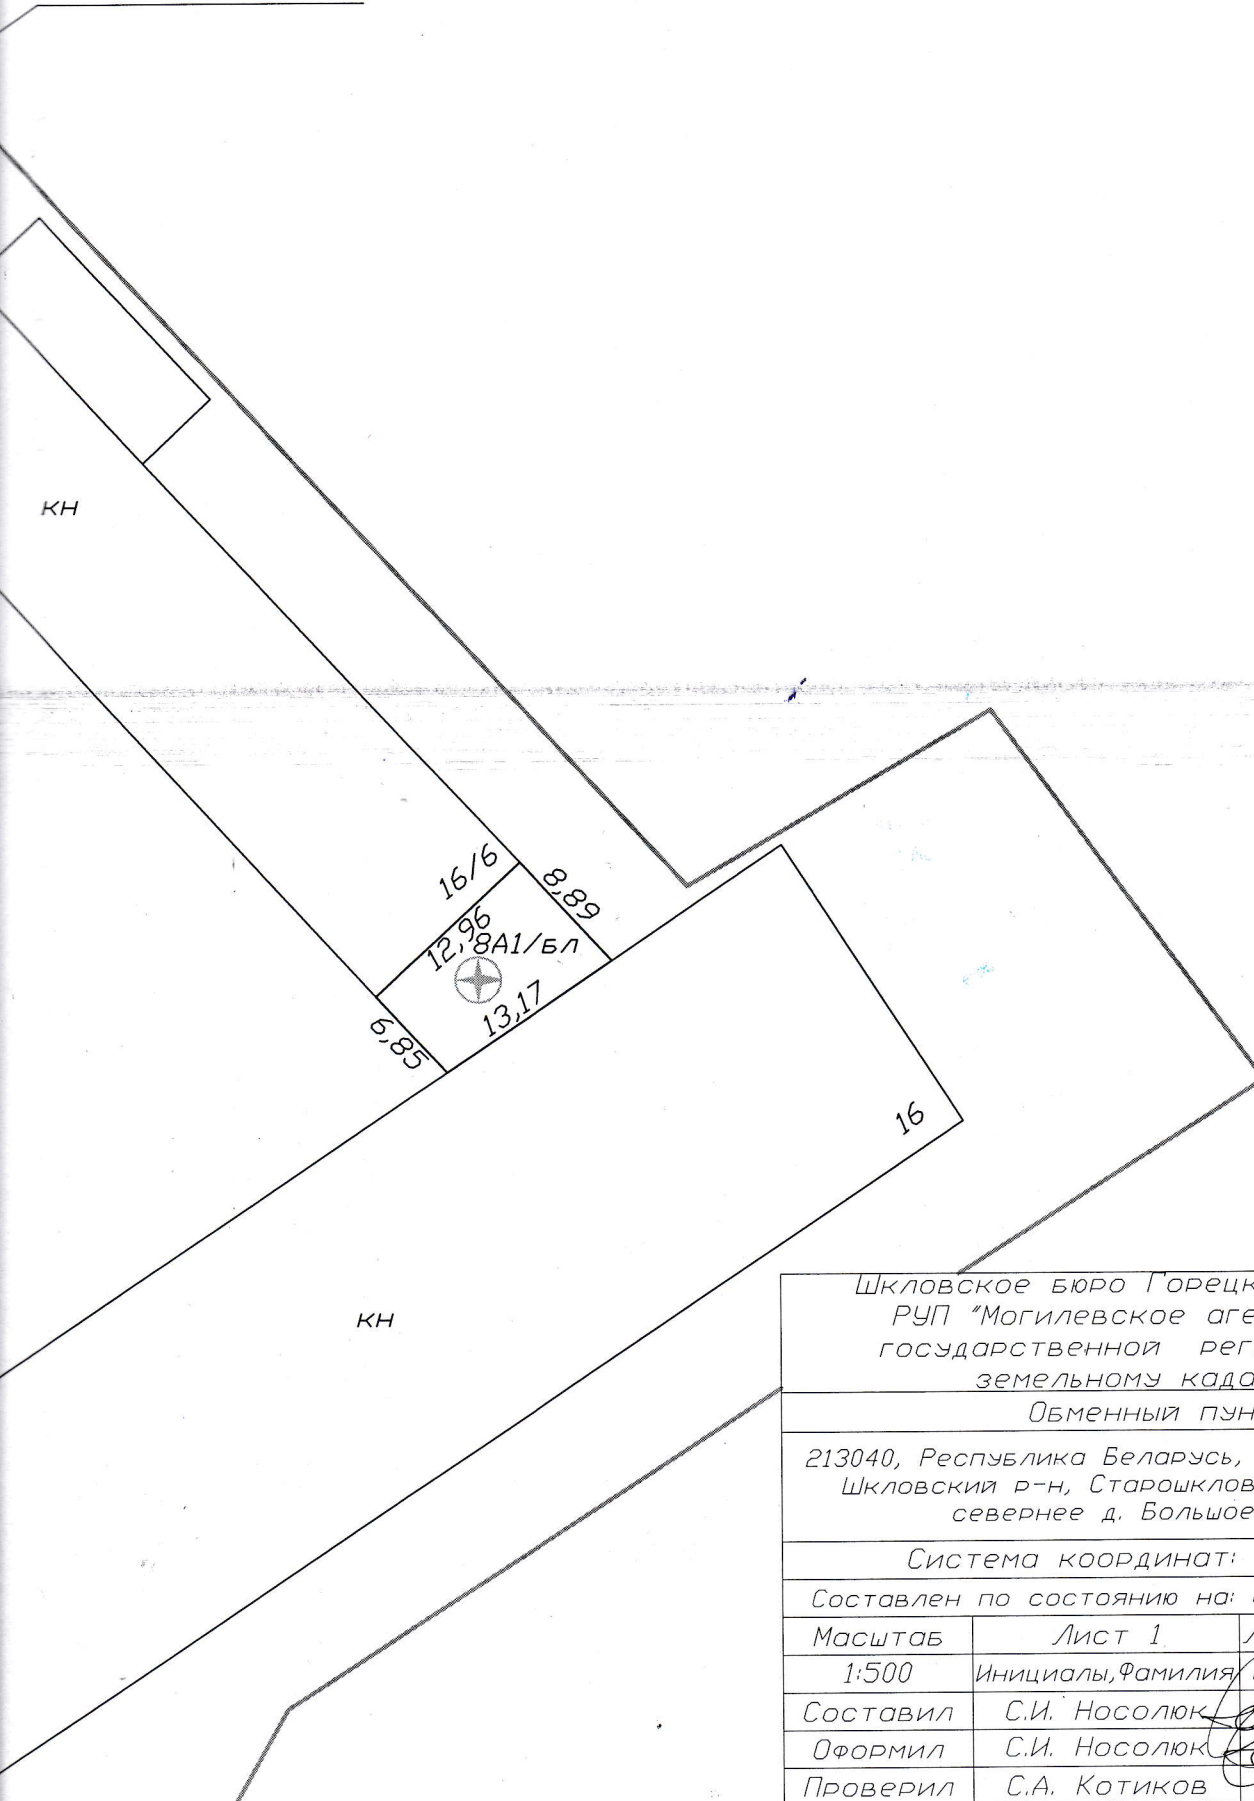 кн
16/6
8,89
12,96
8А1/бл
13,17
6,85
16
кн
Шкловское бюро Горецк
РУП "Могилевское аге
государственной рег
земельному када
Обменный пун
213040, Республика Беларусь,
Шкловский р-н, Старошклов
севернее д. Большое
Система координат:
Составлен по состоянию на:
Масштаб Лист 1
1:500 Инициалы,Фамилия
Составил С.И. Носолюк
Оформил С.И. Носолюк
Проверил С.А. Котиков